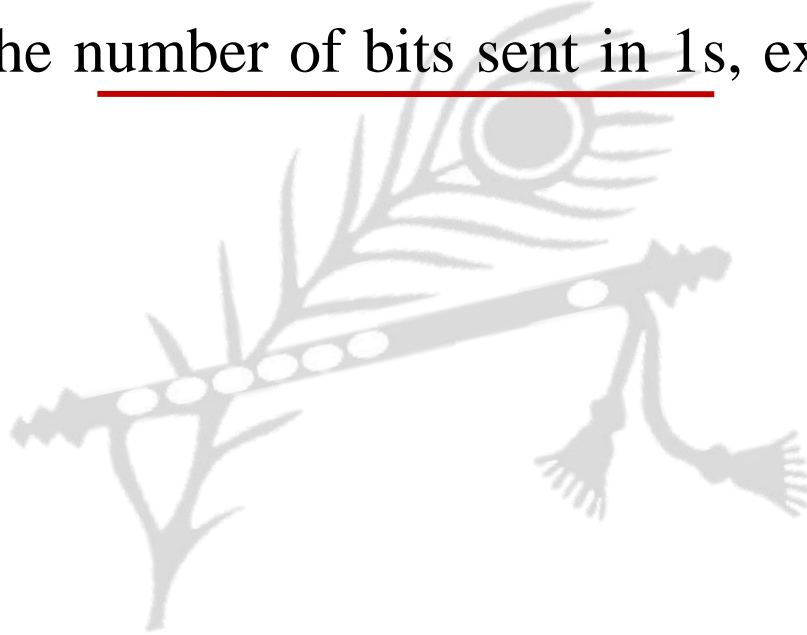 he number of bits sent in 1s, ex